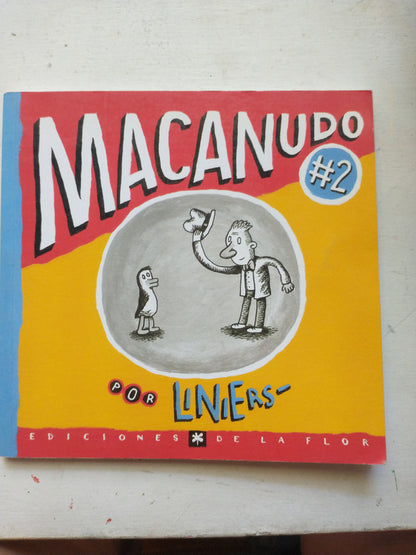 MACANUDO
#2
POR LINIERS-
EDICIONES DE LA FLOR